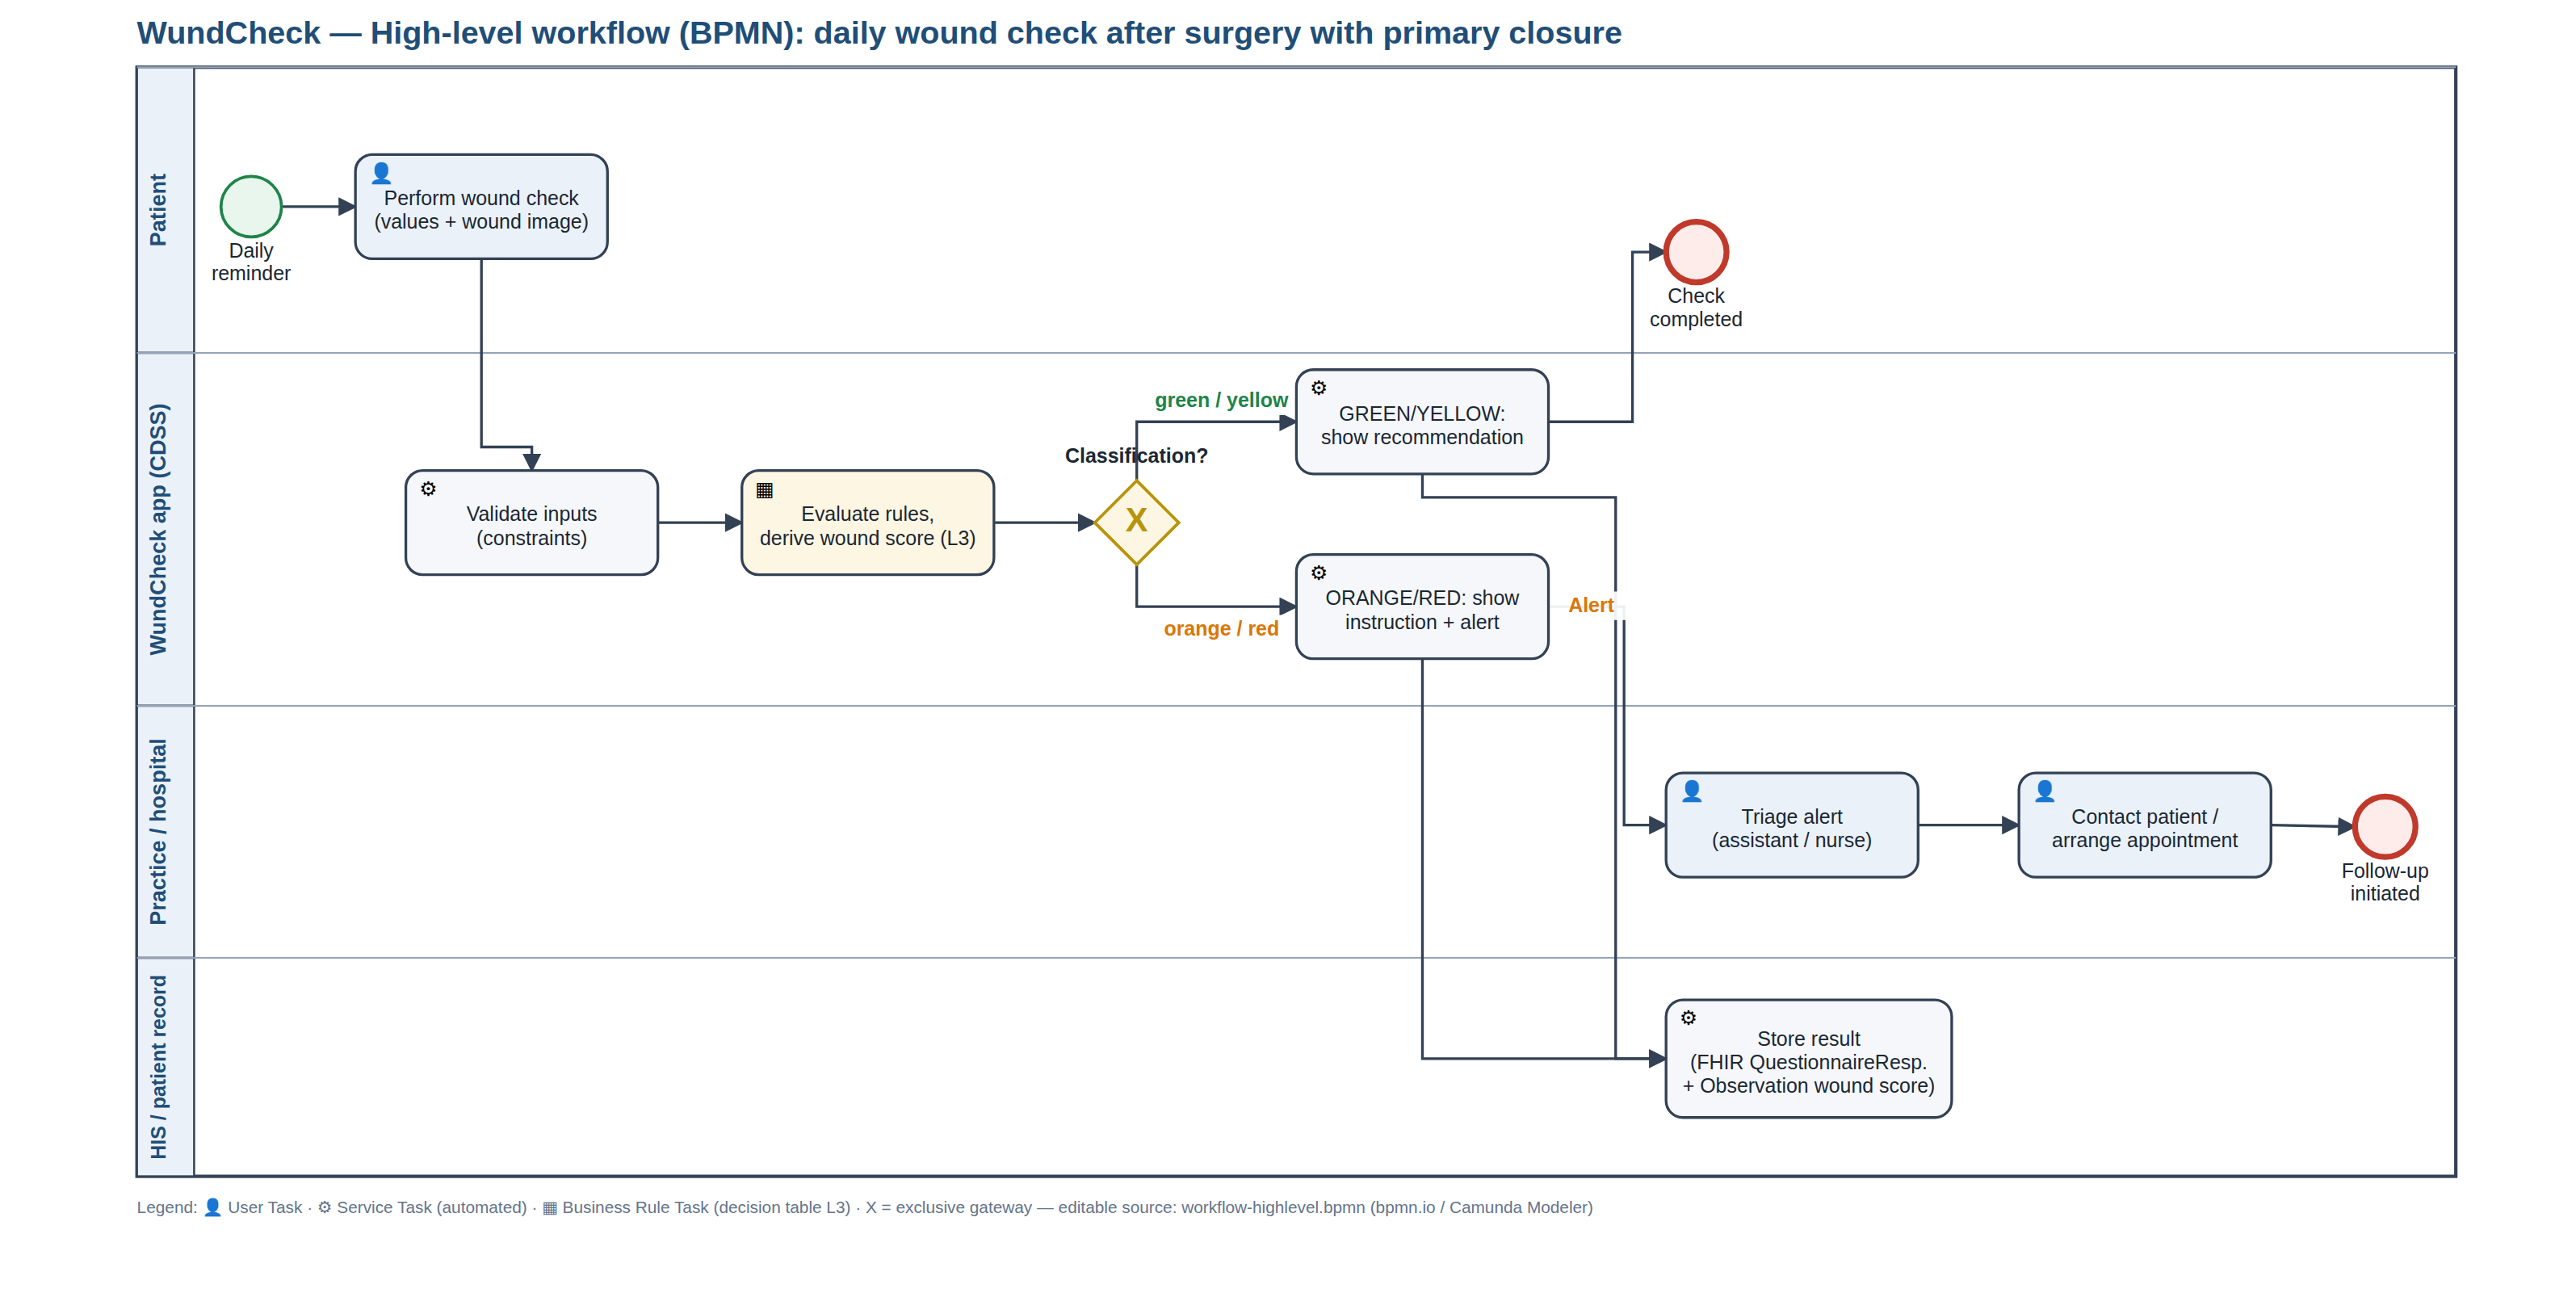 WundCheck — High-level workflow (BPMN): daily wound check after surgery with primary closure
Patient
Daily
reminder
Perform wound check
(values + wound image)
Check
completed
WundCheck app (CDSS)
Validate inputs
(constraints)
Evaluate rules,
derive wound score (L3)
Classification?
X
green / yellow
orange / red
GREEN/YELLOW:
show recommendation
ORANGE/RED: show
instruction + alert
Alert
Practice / hospital
Triage alert
(assistant / nurse)
Contact patient /
arrange appointment
Follow-up
initiated
HIS / patient record
Store result
(FHIR QuestionnaireResp.
+ Observation wound score)
Legend: 👤 User Task · ⚙ Service Task (automated) · ▦ Business Rule Task (decision table L3) · X = exclusive gateway — editable source: workflow-highlevel.bpmn (bpmn.io / Camunda Modeler)